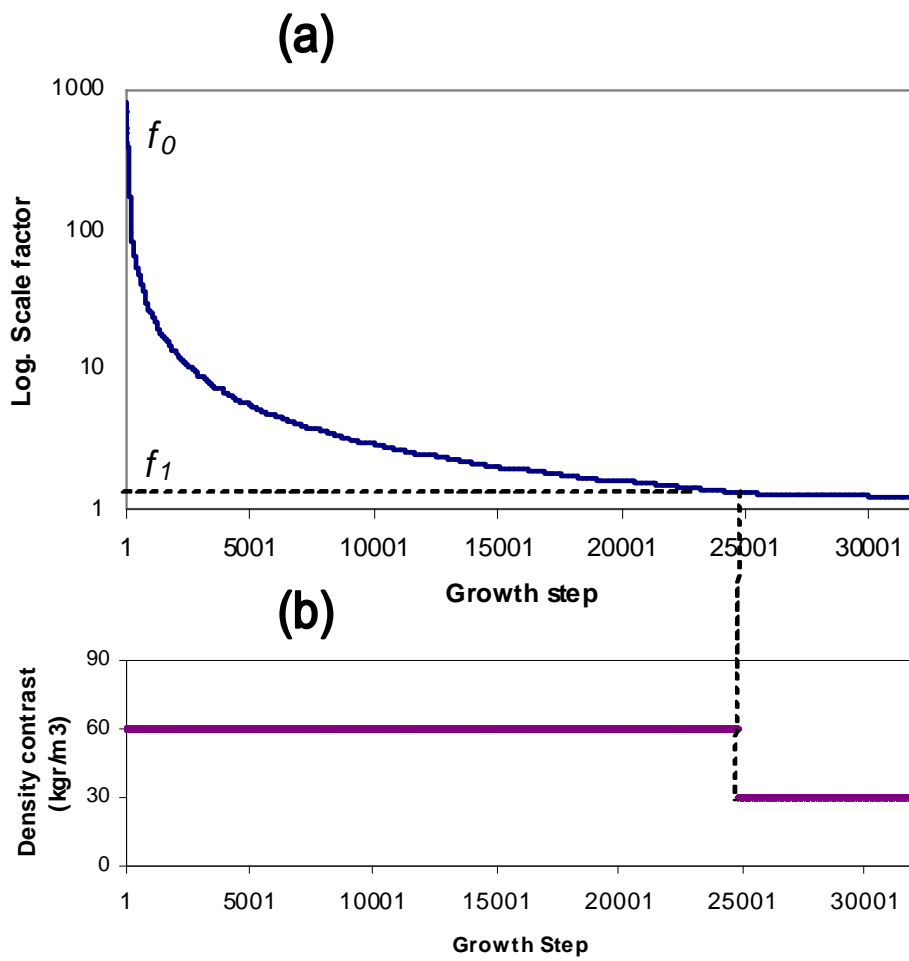 (a)
1000
100
10
1
Log. Scale factor
f0
f1
1 5001 10001 15001 20001 25001 30001
Growth step
(b)
90
60
30
0
Density contrast
(kgr/m3)
1 5001 10001 15001 20001 25001 30001
Growth Step